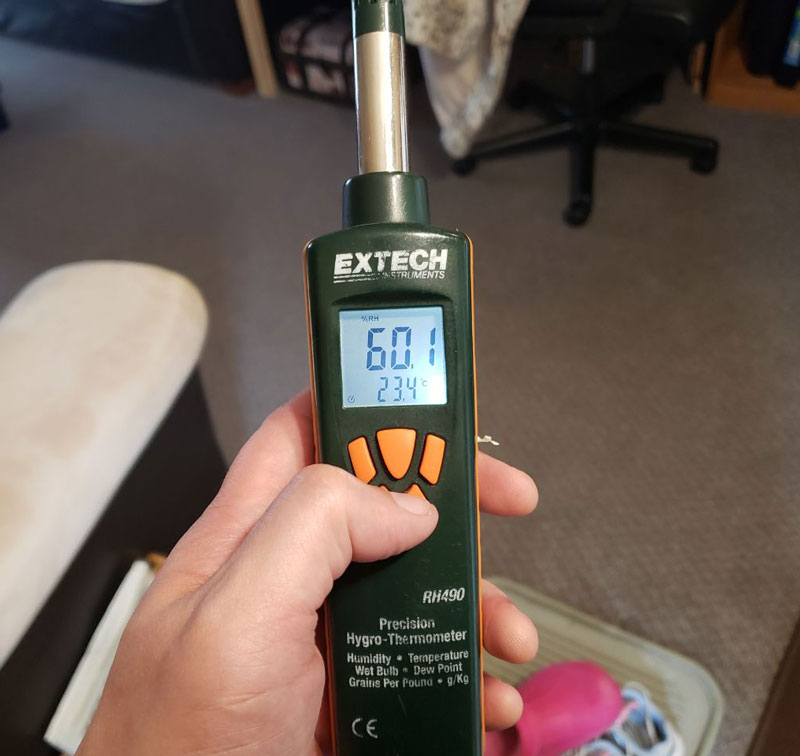 EXTECH
INSTRUMENTS
%RH
60.1
23.4 °C
RH490
Precision
Hygro-Thermometer
Humidity • Temperature
Wet Bulb • Dew Point
Grains Per Pound • g/Kg
CE